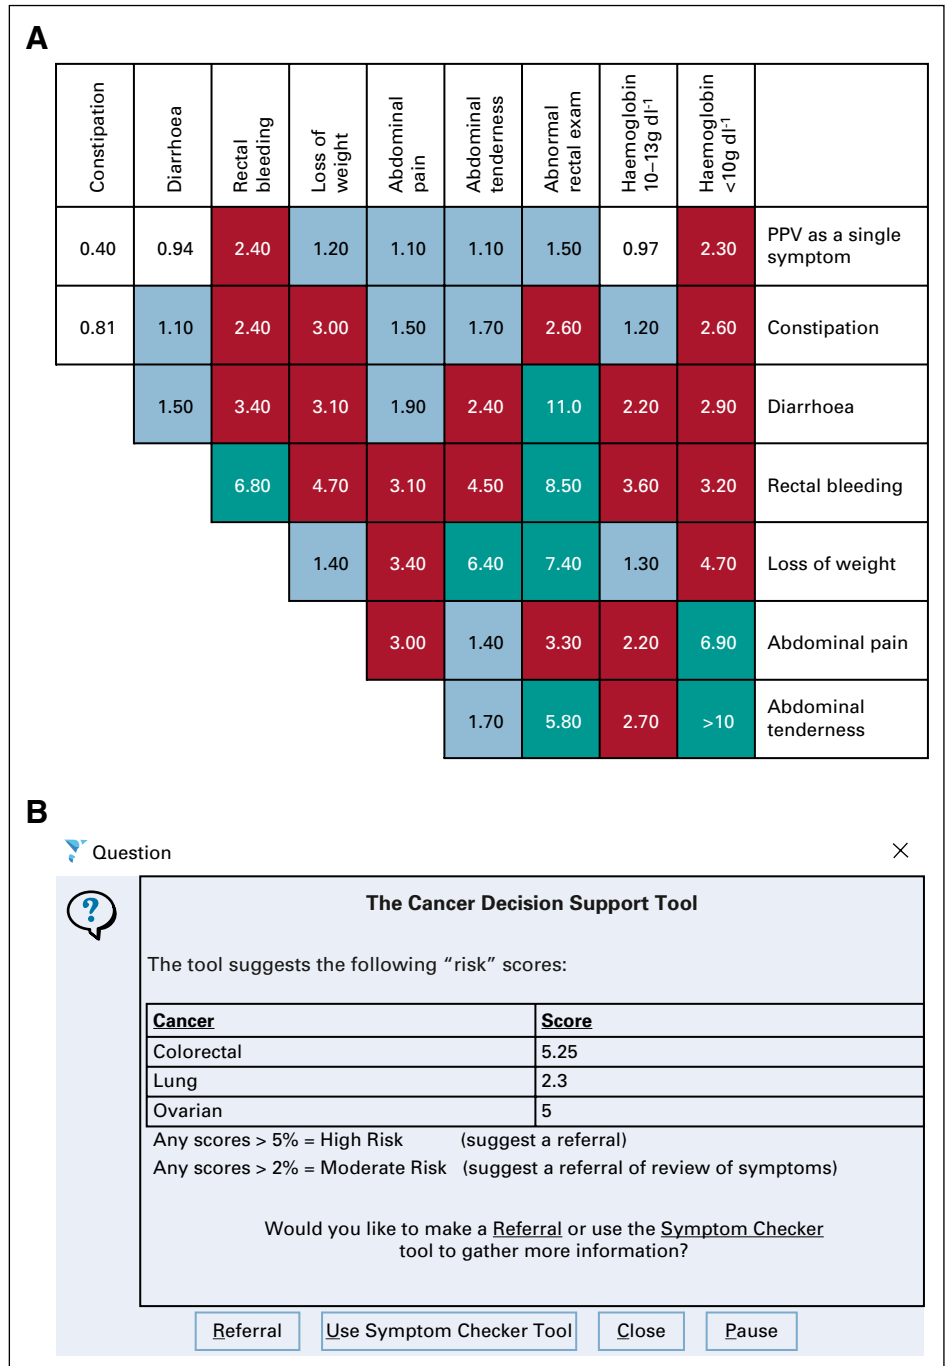 A
Constipation
Diarrhoea
Rectal
bleeding
Loss of
weight
Abdominal
pain
Abdominal
tenderness
Abnormal
rectal exam
Haemoglobin
10–13g dl-1
Haemoglobin
<10g dl-1
0.40 0.94 2.40 1.20 1.10 1.10 1.50 0.97 2.30 PPV as a single
symptom
0.81 1.10 2.40 3.00 1.50 1.70 2.60 1.20 2.60 Constipation
1.50 3.40 3.10 1.90 2.40 11.0 2.20 2.90 Diarrhoea
6.80 4.70 3.10 4.50 8.50 3.60 3.20 Rectal bleeding
1.40 3.40 6.40 7.40 1.30 4.70 Loss of weight
3.00 1.40 3.30 2.20 6.90 Abdominal pain
1.70 5.80 2.70 >10 Abdominal
tenderness
B
Question
?
The Cancer Decision Support Tool
The tool suggests the following “risk” scores:
Cancer Score
Colorectal 5.25
Lung 2.3
Ovarian 5
Any scores > 5% = High Risk (suggest a referral)
Any scores > 2% = Moderate Risk (suggest a referral of review of symptoms)
Would you like to make a Referral or use the Symptom Checker
tool to gather more information?
Referral Use Symptom Checker Tool Close Pause